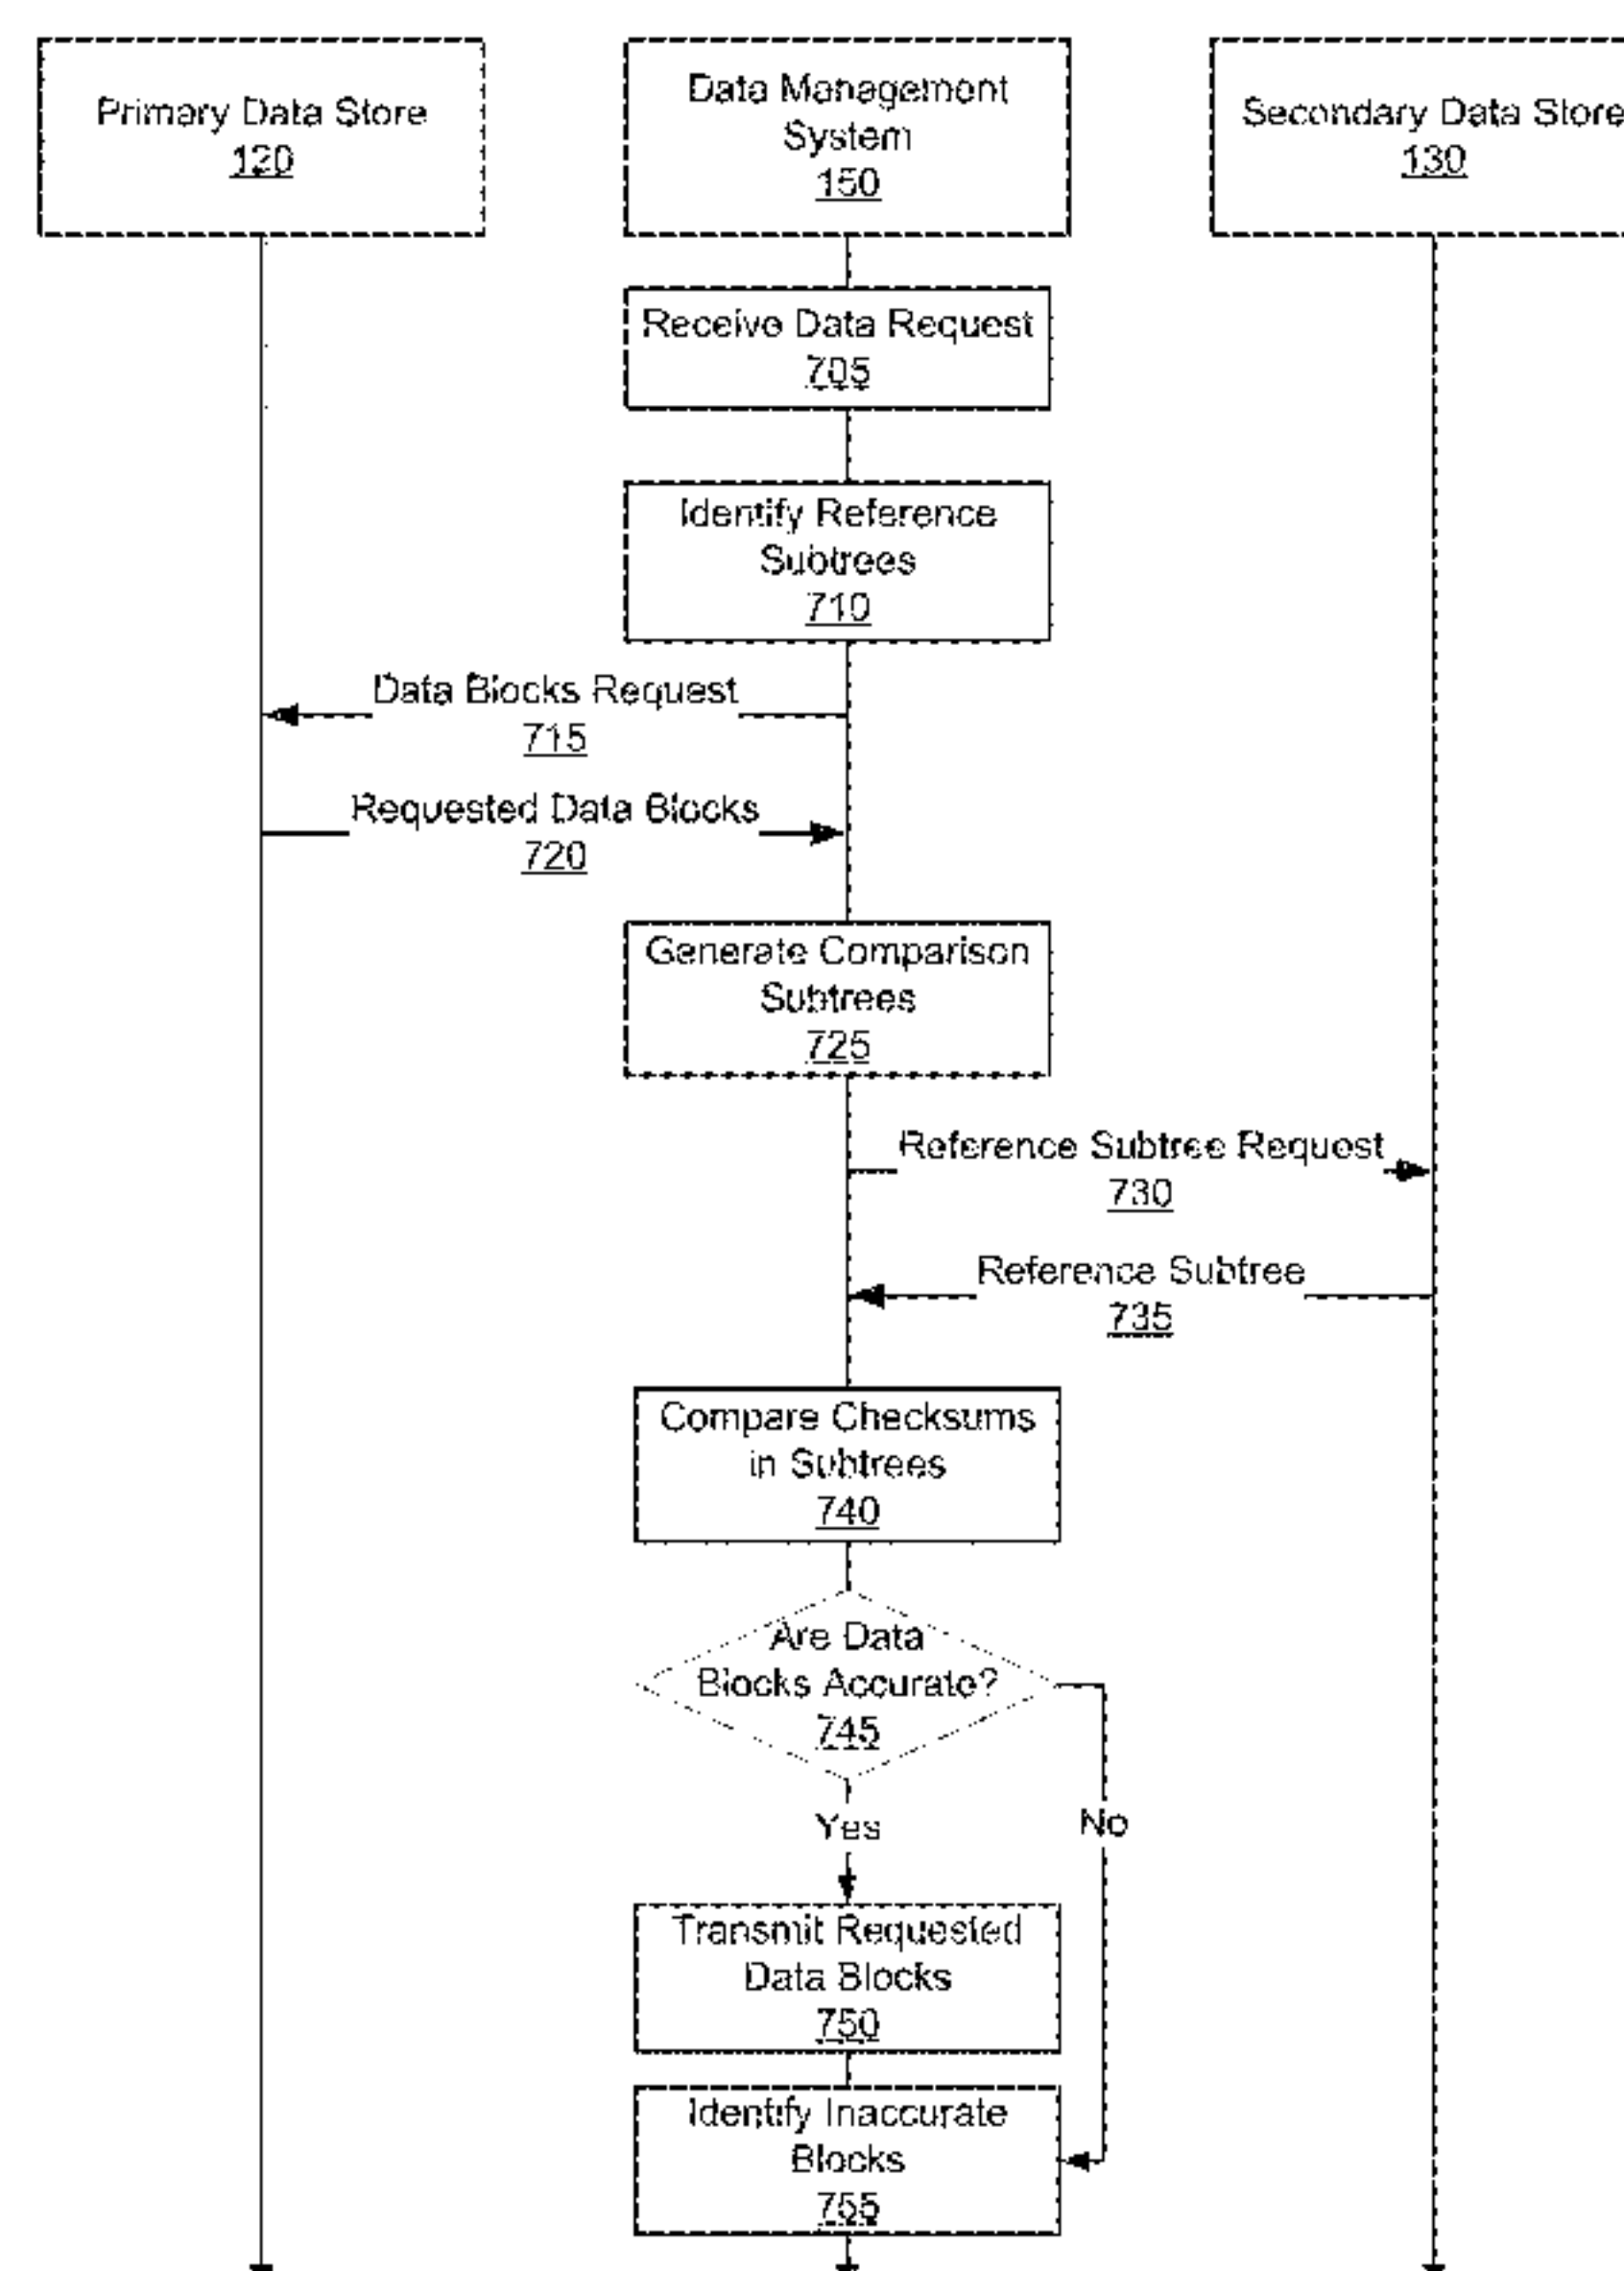 Primary Data Store
120
Data Management
System
150
Secondary Data Store
130
Receive Data Request
705
Identify Reference
Subtrees
710
Data Blocks Request
715
Requested Data Blocks
720
Generate Comparison
Subtrees
725
Reference Subtree Request
730
Reference Subtree
735
Compare Checksums
in Subtrees
740
Are Data
Blocks Accurate?
745
Yes
No
Transmit Requested
Data Blocks
750
Identify Inaccurate
Blocks
755